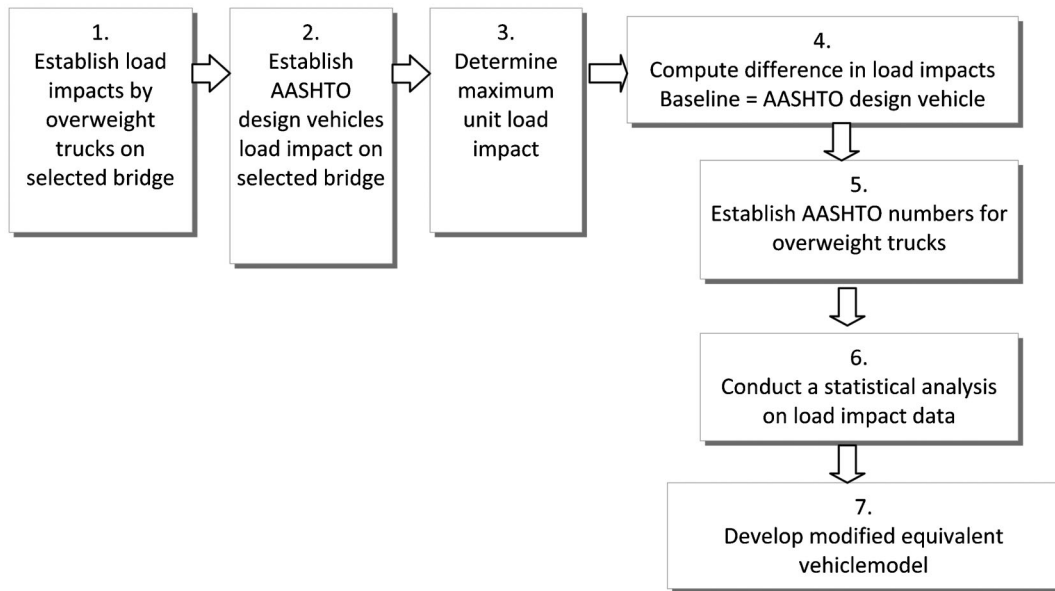 1.
Establish load
impacts by
overweight
trucks on
selected bridge
2.
Establish
AASHTO
design vehicles
load impact on
selected bridge
3.
Determine
maximum
unit load
impact
4.
Compute difference in load impacts
Baseline = AASHTO design vehicle
5.
Establish AASHTO numbers for
overweight trucks
6.
Conduct a statistical analysis
on load impact data
7.
Develop modified equivalent
vehiclemodel